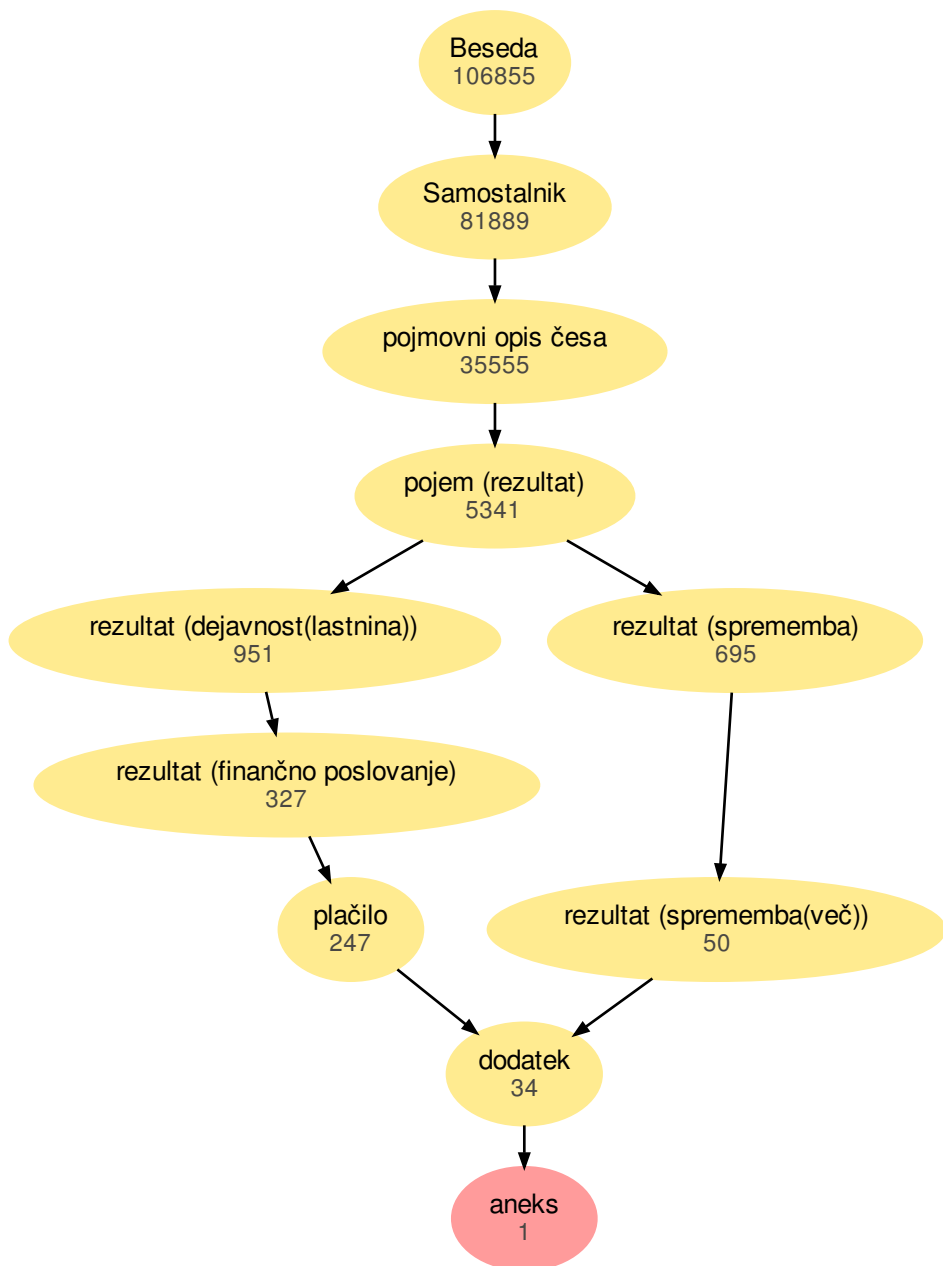 Beseda
106855
Samostalnik
81889
pojmovni opis česa
35555
pojem (rezultat)
5341
rezultat (dejavnost(lastnina))
951
rezultat (sprememba)
695
rezultat (finančno poslovanje)
327
plačilo
247
rezultat (sprememba(več))
50
dodatek
34
aneks
1